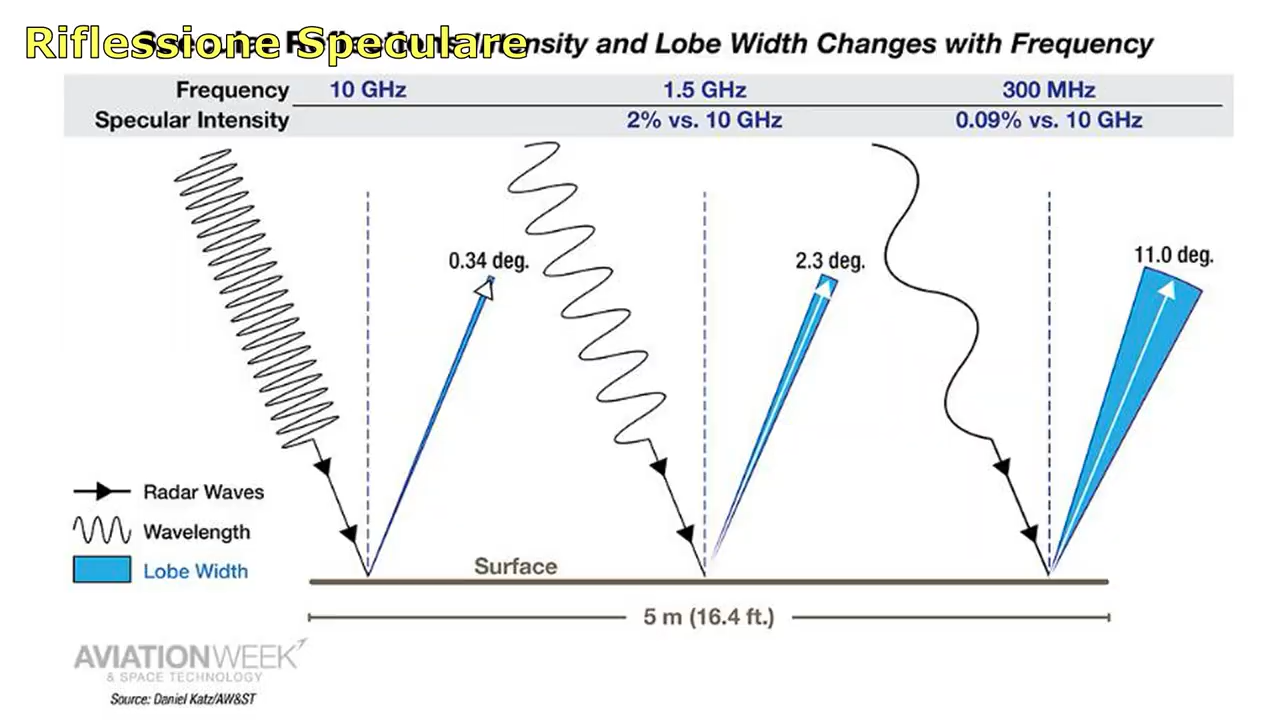 Riflessione Speculare
Intensity and Lobe Width Changes with Frequency
Frequency 10 GHz 1.5 GHz 300 MHz
Specular Intensity 2% vs. 10 GHz 0.09% vs. 10 GHz
0.34 deg. 2.3 deg. 11.0 deg.
Radar Waves
Wavelength
Lobe Width
Surface
5 m (16.4 ft.)
AVIATION WEEK
& SPACE TECHNOLOGY
Source: Daniel Katz/AW&ST